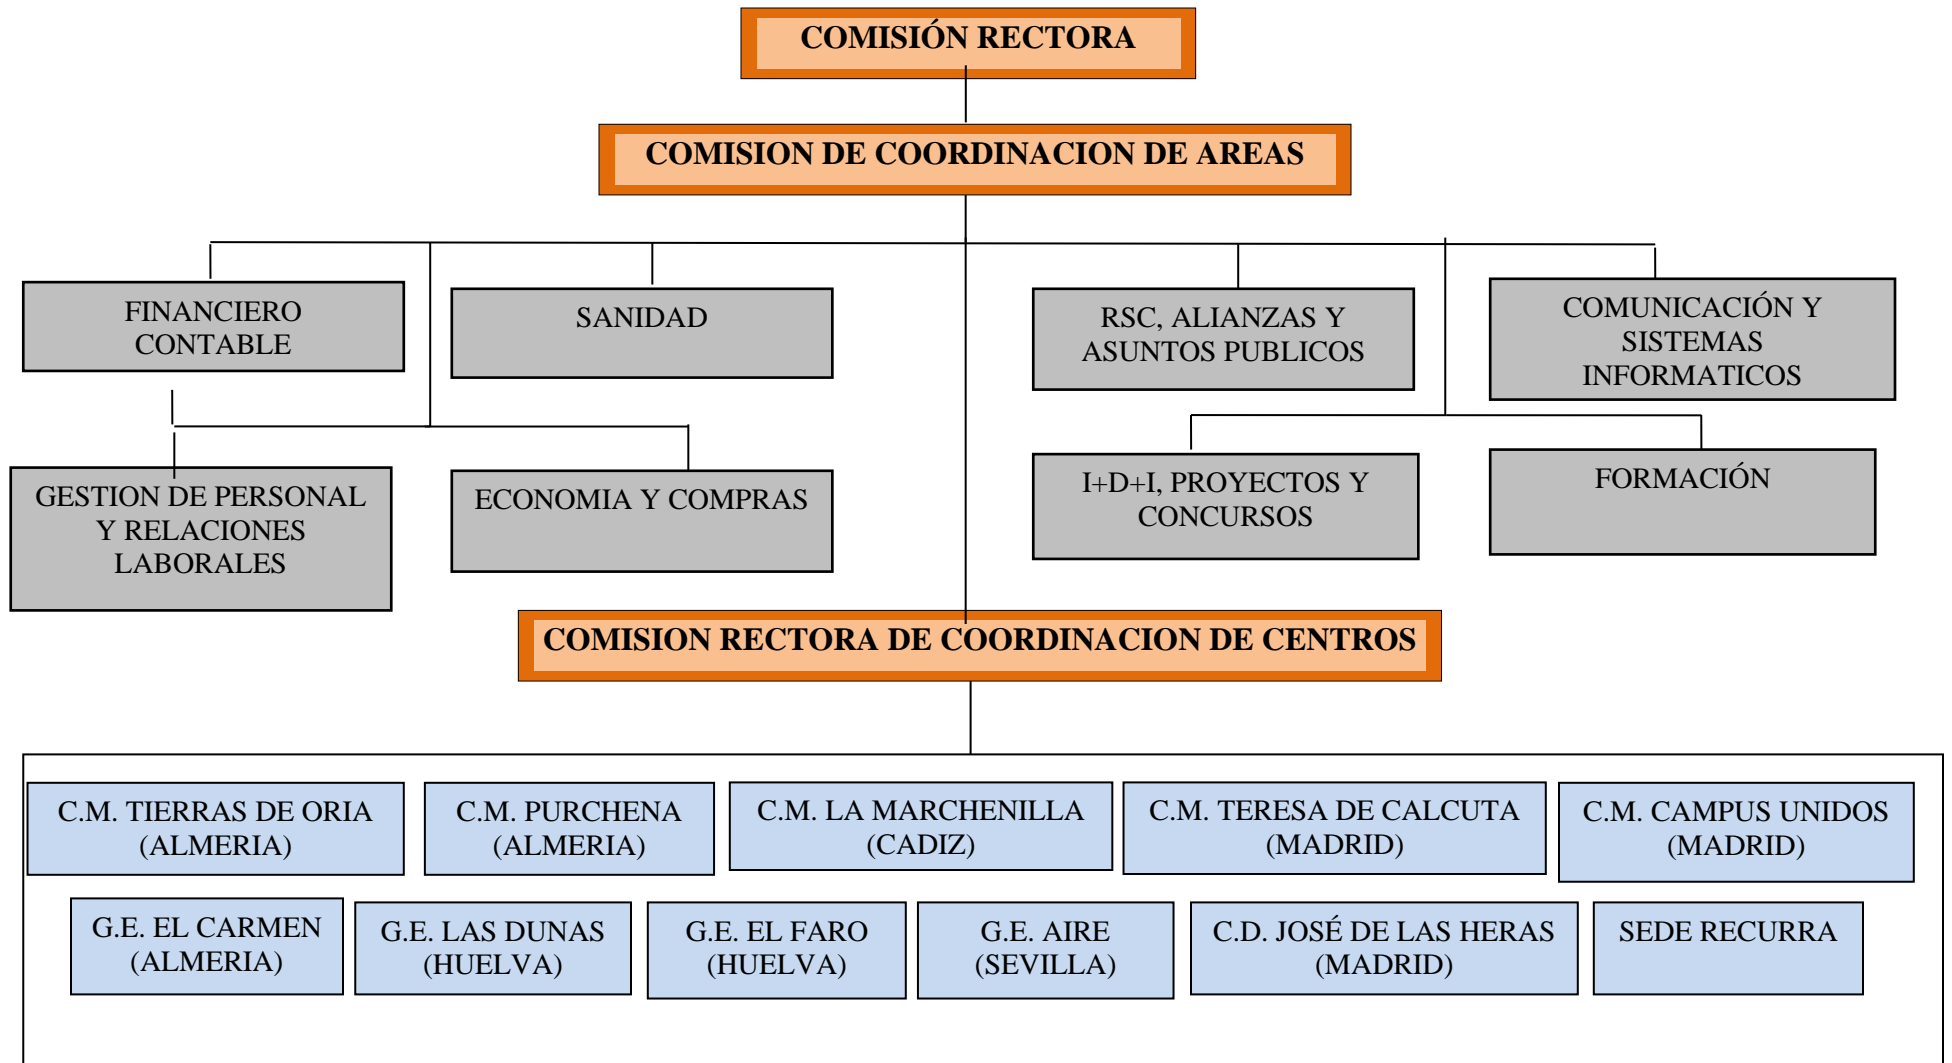 COMISIÓN RECTORA
COMISION DE COORDINACION DE AREAS
FINANCIERO
CONTABLE
SANIDAD
RSC, ALIANZAS Y
ASUNTOS PUBLICOS
COMUNICACIÓN Y
SISTEMAS
INFORMATICOS
GESTION DE PERSONAL
Y RELACIONES
LABORALES
ECONOMIA Y COMPRAS
I+D+I, PROYECTOS Y
CONCURSOS
FORMACIÓN
COMISION RECTORA DE COORDINACION DE CENTROS
C.M. TIERRAS DE ORIA
(ALMERIA)
C.M. PURCHENA
(ALMERIA)
C.M. LA MARCHENILLA
(CADIZ)
C.M. TERESA DE CALCUTA
(MADRID)
C.M. CAMPUS UNIDOS
(MADRID)
G.E. EL CARMEN
(ALMERIA)
G.E. LAS DUNAS
(HUELVA)
G.E. EL FARO
(HUELVA)
G.E. AIRE
(SEVILLA)
C.D. JOSÉ DE LAS HERAS
(MADRID)
SEDE RECURRA